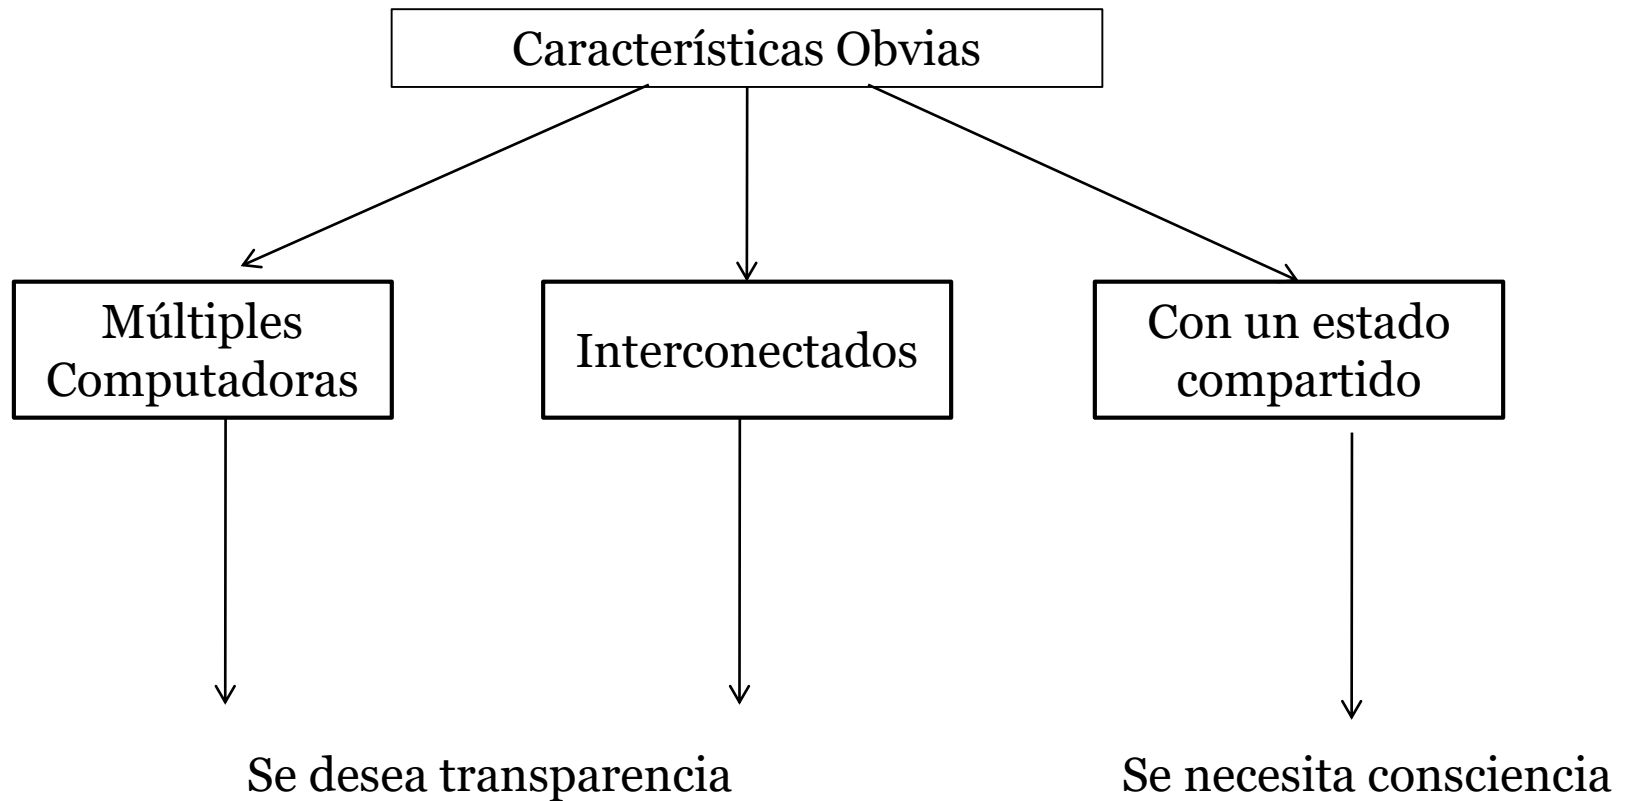 Características Obvias
Múltiples
Computadoras
Interconectados
Con un estado
compartido
Se desea transparencia
Se necesita consciencia